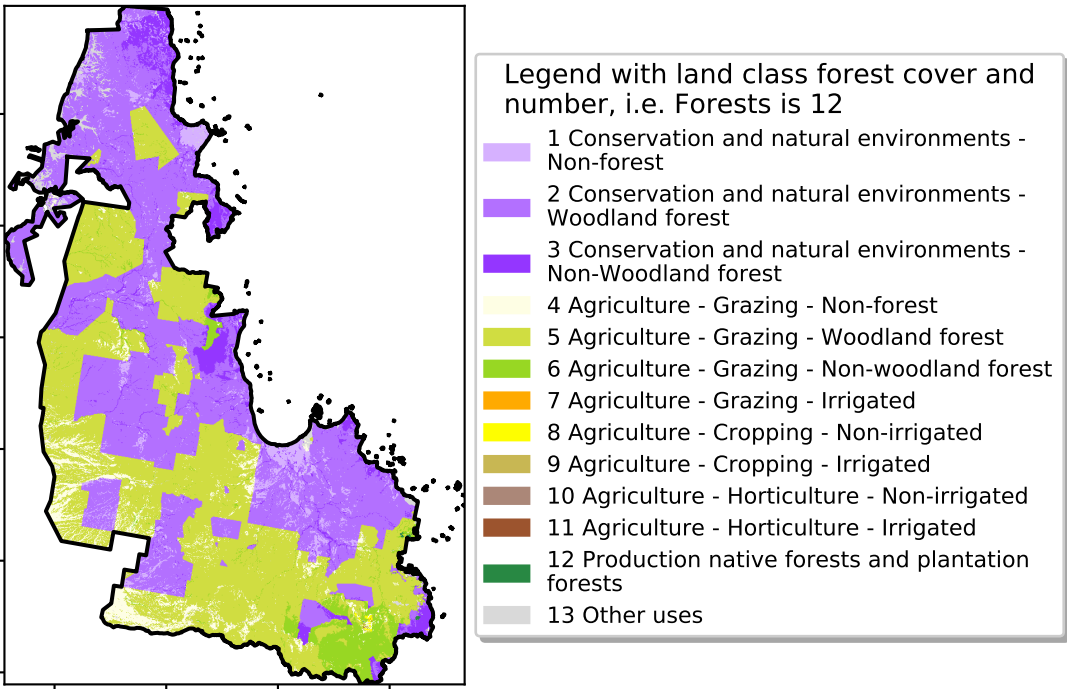 Legend with land class forest cover and
number, i.e. Forests is 12
1 Conservation and natural environments -
Non-forest
2 Conservation and natural environments -
Woodland forest
3 Conservation and natural environments -
Non-Woodland forest
4 Agriculture - Grazing - Non-forest
5 Agriculture - Grazing - Woodland forest
6 Agriculture - Grazing - Non-woodland forest
7 Agriculture - Grazing - Irrigated
8 Agriculture - Cropping - Non-irrigated
9 Agriculture - Cropping - Irrigated
10 Agriculture - Horticulture - Non-irrigated
11 Agriculture - Horticulture - Irrigated
12 Production native forests and plantation
forests
13 Other uses